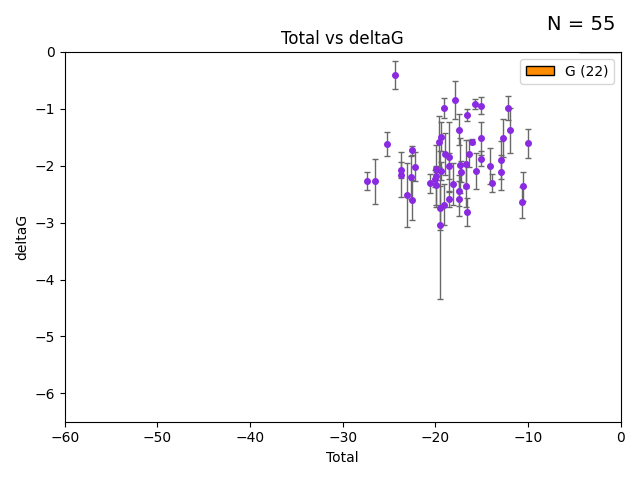 N = 55
Total vs deltaG
G (22)
0
−1
−2
−3
−4
−5
−6
deltaG
−60 −50 −40 −30 −20 −10 0
Total